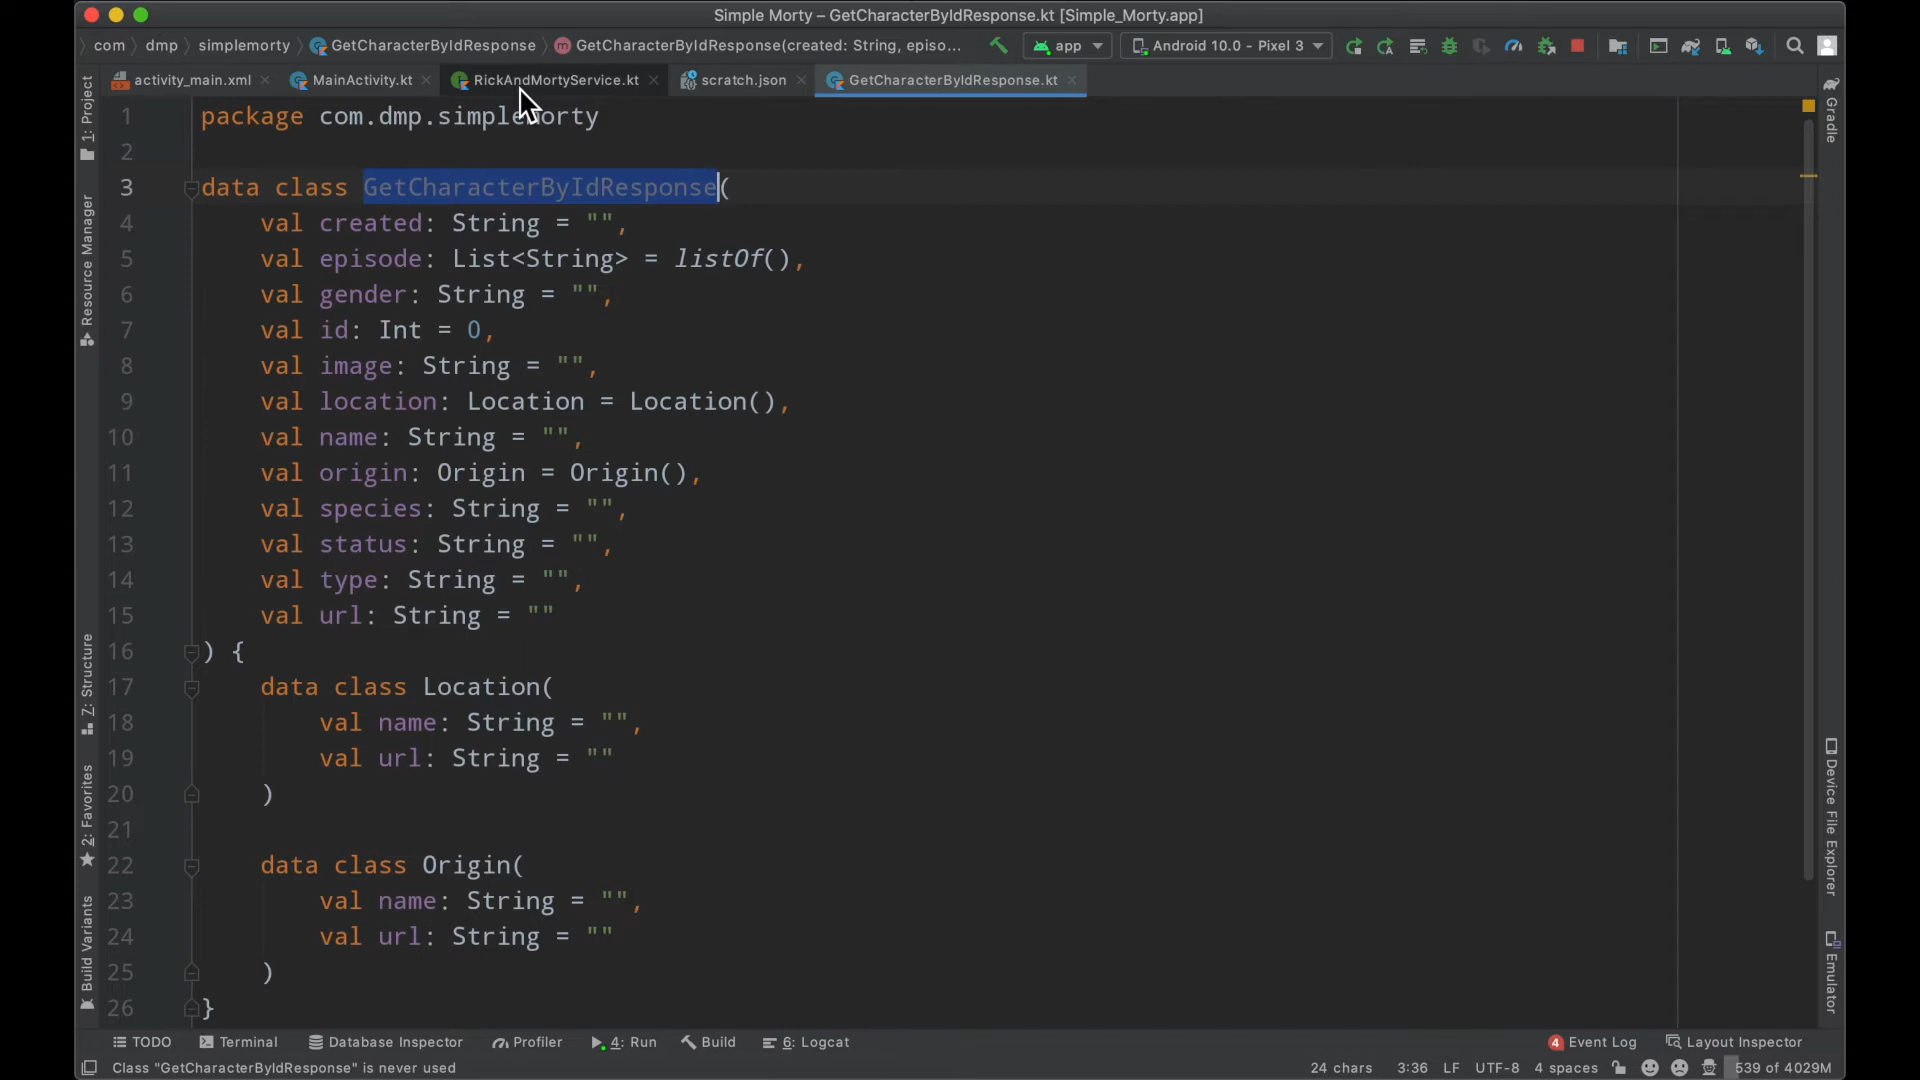 Simple Morty – GetCharacterByIdResponse.kt [Simple_Morty.app]
com dmp simplemorty GetCharacterByIdResponse GetCharacterByIdResponse(created: String, episo... app Android 10.0 - Pixel 3
activity_main.xml MainActivity.kt RickAndMortyService.kt scratch.json GetCharacterByIdResponse.kt
1: Project
Resource Manager
7: Structure
2: Favorites
Build Variants
1 package com.dmp.simplemorty
2
3 data class GetCharacterByIdResponse(
4 val created: String = "",
5 val episode: List<String> = listOf(),
6 val gender: String = "",
7 val id: Int = 0,
8 val image: String = "",
9 val location: Location = Location(),
10 val name: String = "",
11 val origin: Origin = Origin(),
12 val species: String = "",
13 val status: String = "",
14 val type: String = "",
15 val url: String = ""
16 ) {
17 data class Location(
18 val name: String = "",
19 val url: String = ""
20 )
21
22 data class Origin(
23 val name: String = "",
24 val url: String = ""
25 )
26 }
Gradle
Device File Explorer
Emulator
TODO Terminal Database Inspector Profiler 4: Run Build 6: Logcat 4 Event Log Layout Inspector
Class "GetCharacterByIdResponse" is never used 24 chars 3:36 LF UTF-8 4 spaces 539 of 4029M